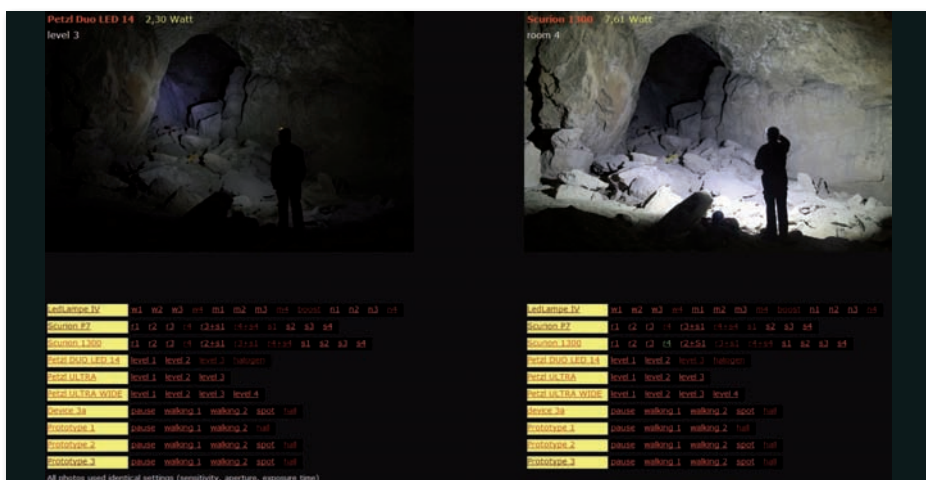 Petzl Duo LED 14 2,30 Watt
level 3
Scurion 1300 7,61 Watt
room 4
LedLampe IV w1 w2 w3 w4 m1 m2 m3 m4 boost n1 n2 n3 n4
Scurion P7 r1 r2 r3 r4 r3+s1 r4+s4 s1 s2 s3 s4
Scurion 1300 r1 r2 r3 r4 r2+s1 r4+s4 s1 s2 s3 s4
Petzl DUO LED 14 level 1 level 2 level 3 halogen
Petzl ULTRA level 1 level 2 level 3
Petzl ULTRA WIDE level 1 level 2 level 3 level 4
Device 3a pause walking 1 walking 2 spot hall
Prototype 1 pause walking 1 walking 2 hall
Prototype 2 pause walking 1 walking 2 spot hall
Prototype 3 pause walking 1 walking 2 spot hall
All photos used identical settings (sensitivity, aperture, exposure time)
LedLampe IV w1 w2 w3 w4 m1 m2 m3 m4 boost n1 n2 n3 n4
Scurion P7 r1 r2 r3 r4 r3+s1 r4+s4 s1 s2 s3 s4
Scurion 1300 r1 r2 r3 r4 r2+S1 r4+s4 s1 s2 s3 s4
Petzl DUO LED 14 level 1 level 2 level 3 halogen
Petzl ULTRA level 1 level 2 level 3
Petzl ULTRA WIDE level 1 level 2 level 3 level 4
device 3a pause walking 1 walking 2 spot hall
Prototype 1 pause walking 1 walking 2 hall
Prototype 2 pause walking 1 walking 2 spot hall
Prototype 3 pause walking 1 walking 2 spot hall